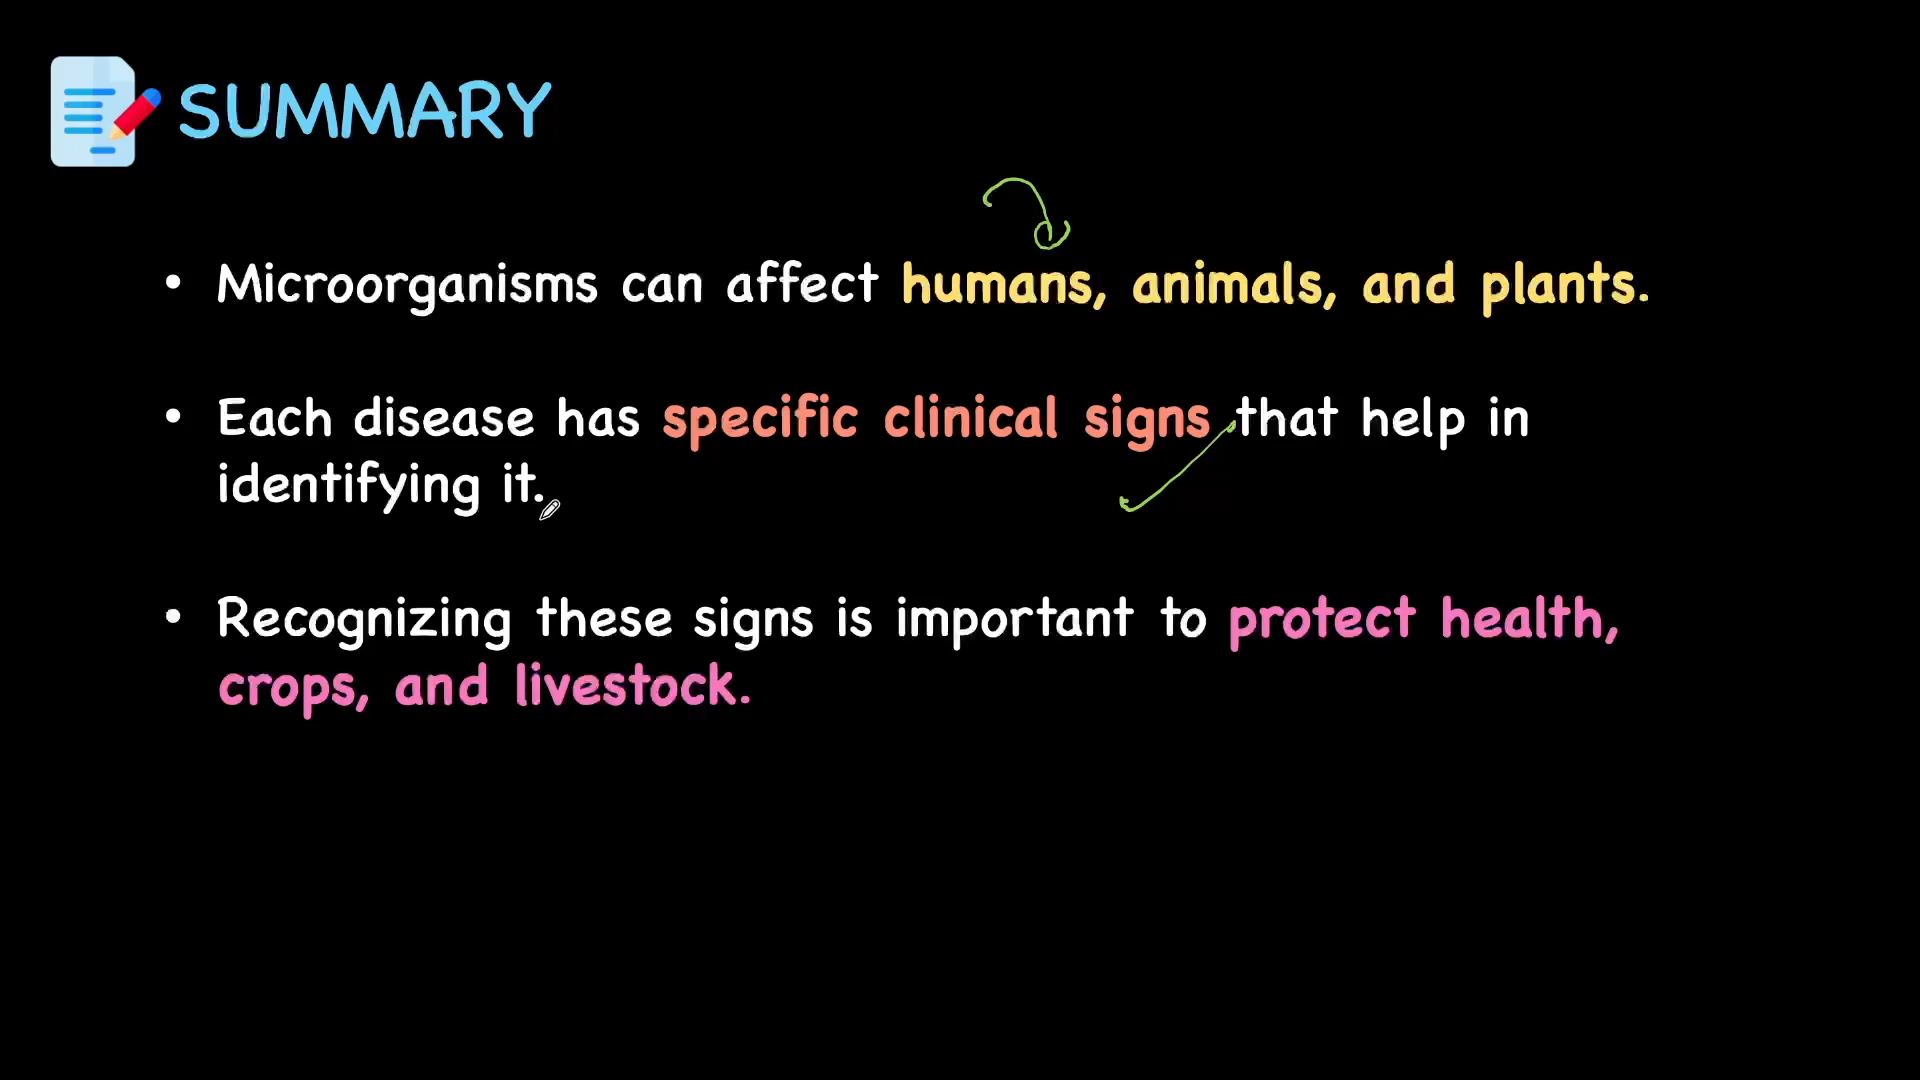 SUMMARY
• Microorganisms can affect humans, animals, and plants.
• Each disease has specific clinical signs that help in
identifying it.
• Recognizing these signs is important to protect health,
crops, and livestock.